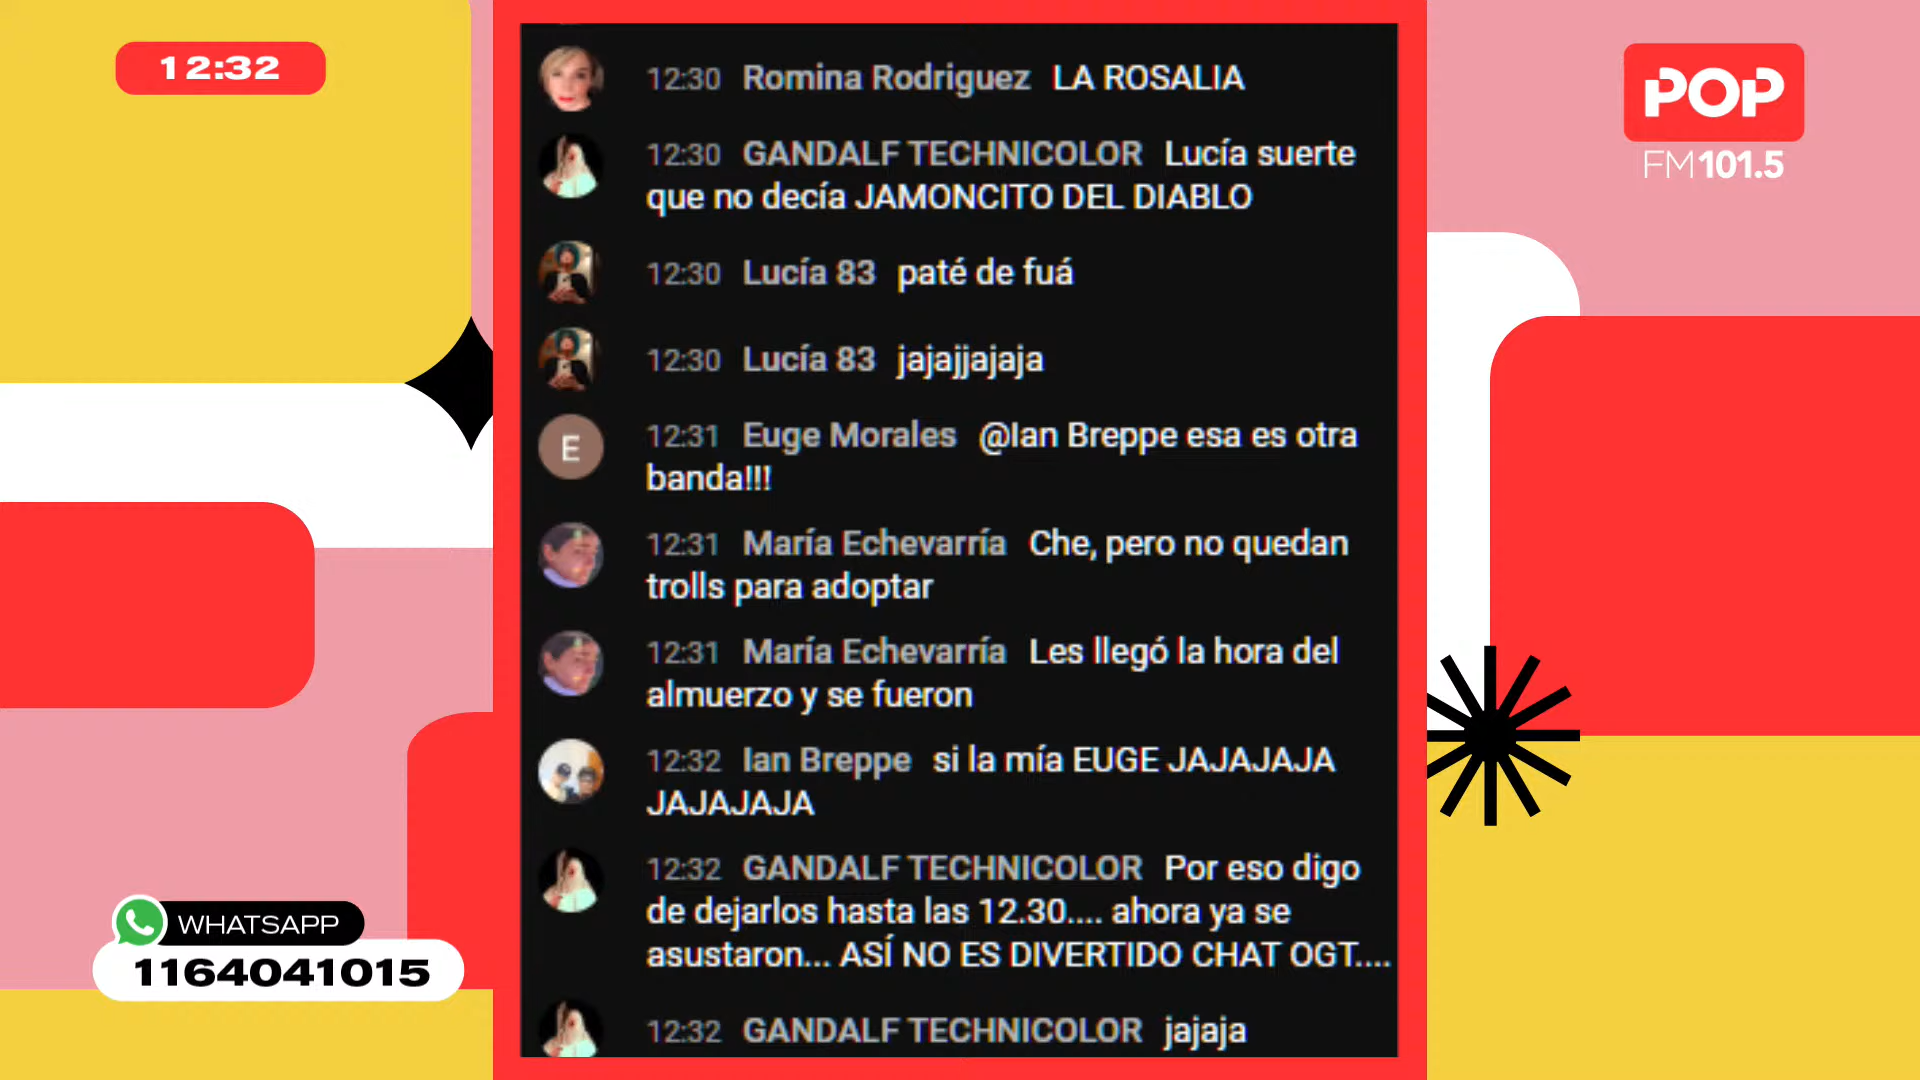 12:32
POP
FM101.5
12:30 Romina Rodriguez LA ROSALIA
12:30 GANDALF TECHNICOLOR Lucía suerte
que no decía JAMONCITO DEL DIABLO
12:30 Lucía 83 paté de fuá
12:30 Lucía 83 jajajjajaja
E
12:31 Euge Morales @Ian Breppe esa es otra
banda!!!
12:31 María Echevarría Che, pero no quedan
trolls para adoptar
12:31 María Echevarría Les llegó la hora del
almuerzo y se fueron
12:32 Ian Breppe si la mía EUGE JAJAJAJA
JAJAJAJA
12:32 GANDALF TECHNICOLOR Por eso digo
de dejarlos hasta las 12.30.... ahora ya se
asustaron... ASÍ NO ES DIVERTIDO CHAT OGT....
12:32 GANDALF TECHNICOLOR jajaja
WHATSAPP
1164041015